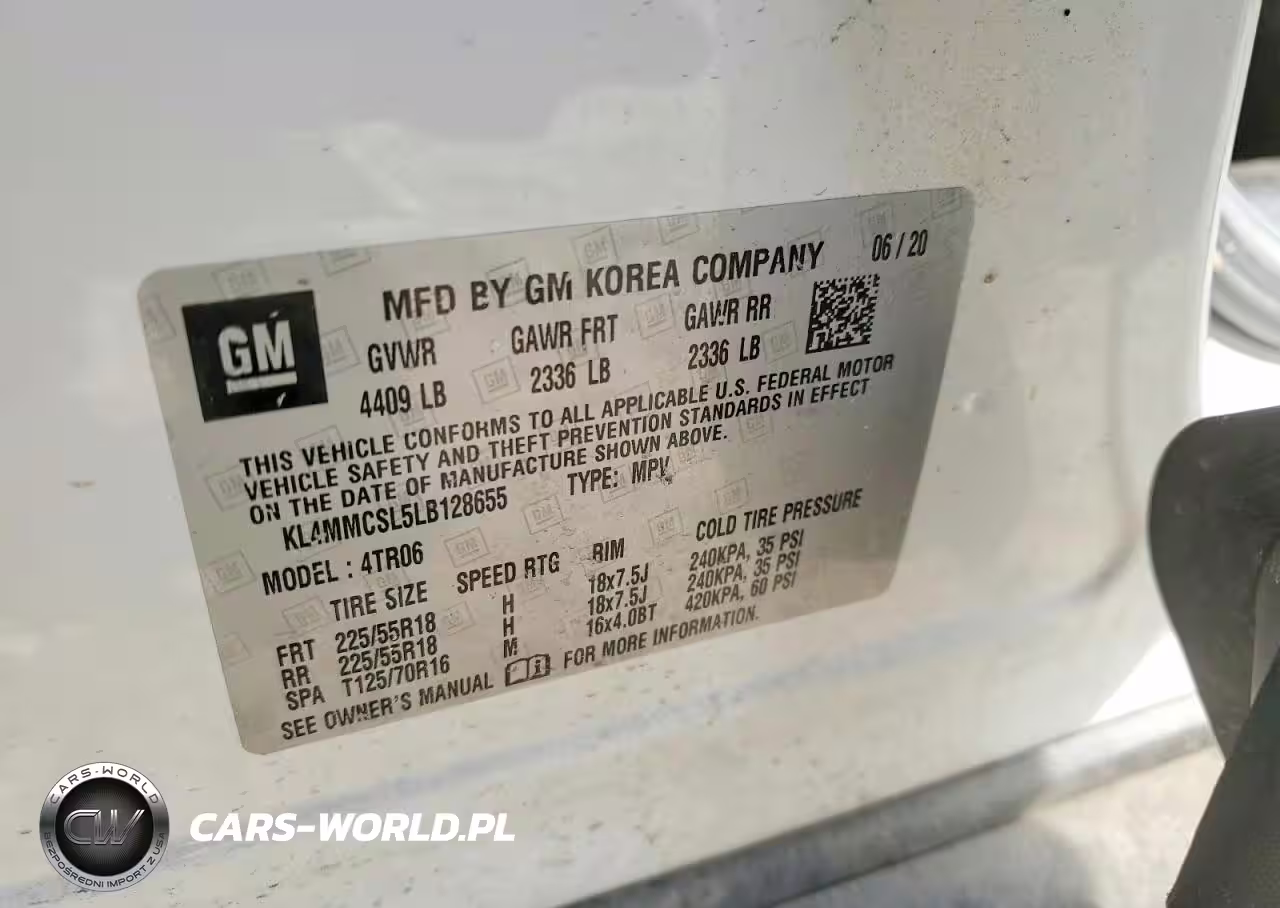 MFD BY GM KOREA COMPANY 06 / 20
GM
GVWR GAWR FRT GAWR RR
4409 LB 2336 LB 2336 LB
THIS VEHICLE CONFORMS TO ALL APPLICABLE U.S. FEDERAL MOTOR
VEHICLE SAFETY AND THEFT PREVENTION STANDARDS IN EFFECT
ON THE DATE OF MANUFACTURE SHOWN ABOVE.
KL4MMCSL5LB128655 TYPE: MPV
MODEL : 4TR06
TIRE SIZE SPEED RTG RIM COLD TIRE PRESSURE
FRT 225/55R18 H 18x7.5J 240KPA, 35 PSI
RR 225/55R18 H 18x7.5J 240KPA, 35 PSI
SPA T125/70R16 M 16x4.0BT 420KPA, 60 PSI
SEE OWNER'S MANUAL FOR MORE INFORMATION.
CARS-WORLD
CW
BEZPOŚREDNI IMPORT Z USA
CARS-WORLD.PL